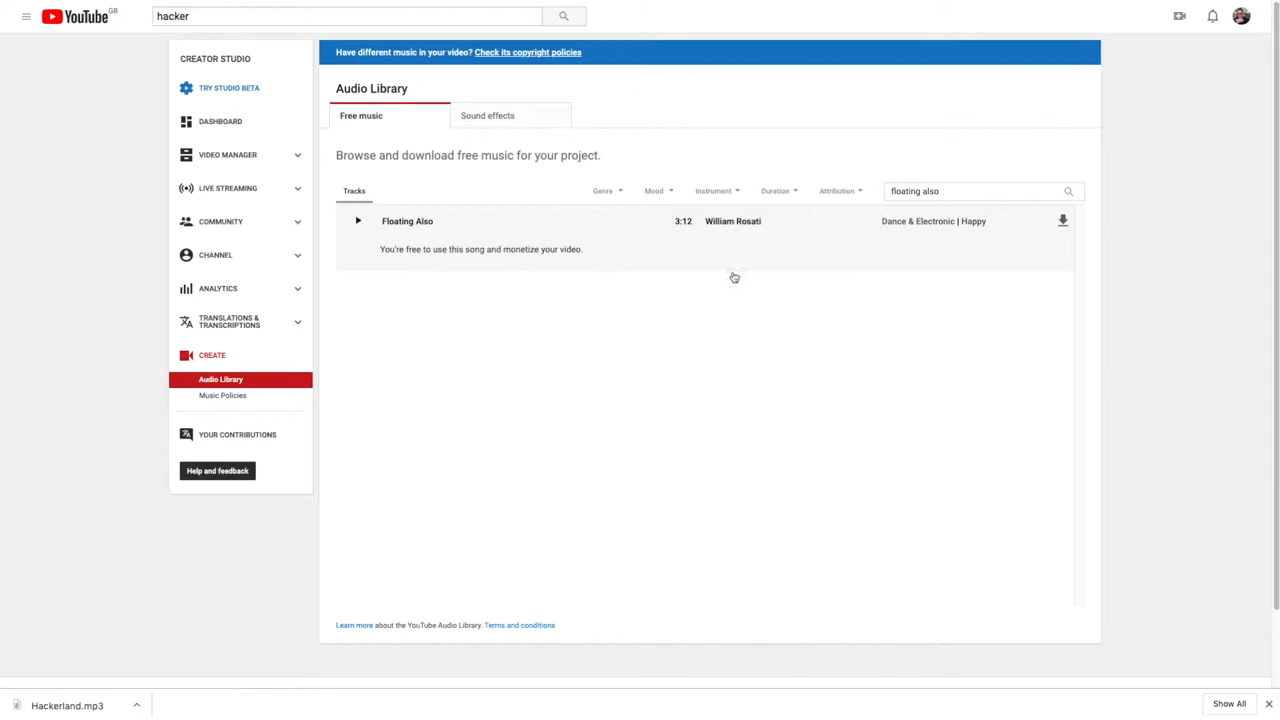 YouTube GB
hacker
CREATOR STUDIO
TRY STUDIO BETA
DASHBOARD
VIDEO MANAGER
LIVE STREAMING
COMMUNITY
CHANNEL
ANALYTICS
TRANSLATIONS &
TRANSCRIPTIONS
CREATE
Audio Library
Music Policies
YOUR CONTRIBUTIONS
Help and feedback
Have different music in your video? Check its copyright policies
Audio Library
Free music
Sound effects
Browse and download free music for your project.
Tracks
Genre
Mood
Instrument
Duration
Attribution
floating also
Floating Also
3:12
William Rosati
Dance & Electronic | Happy
You're free to use this song and monetize your video.
Learn more about the YouTube Audio Library. Terms and conditions.
Hackerland.mp3
Show All